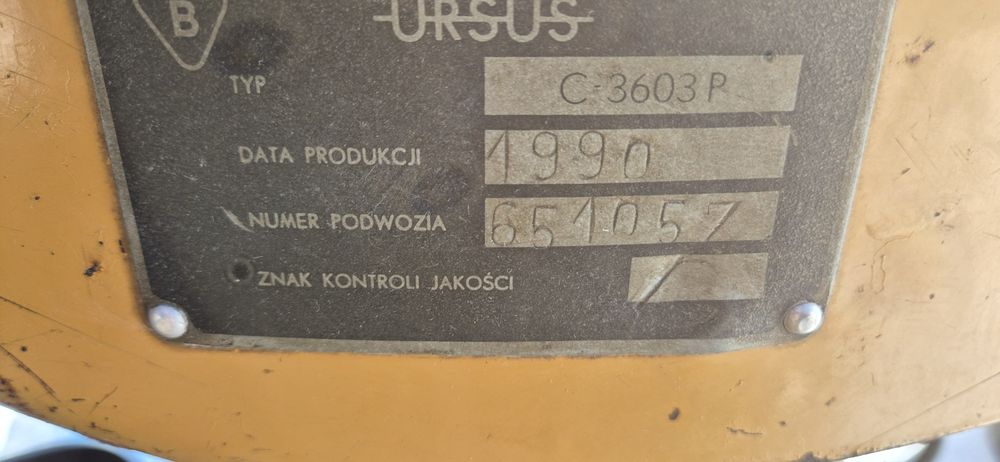 B
URSUS
TYP C-3603P
DATA PRODUKCJI 1990
NUMER PODWOZIA 651057
ZNAK KONTROLI JAKOŚCI /